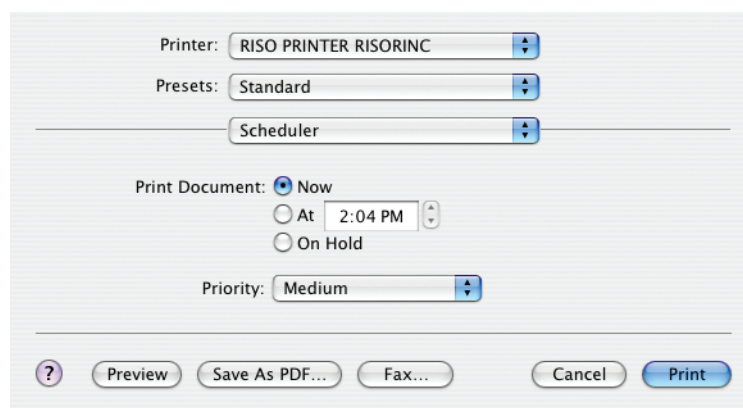 Printer: RISO PRINTER RISORINC
Presets: Standard
Scheduler
Print Document: Now
At 2:04 PM
On Hold
Priority: Medium
? Preview Save As PDF... Fax... Cancel Print